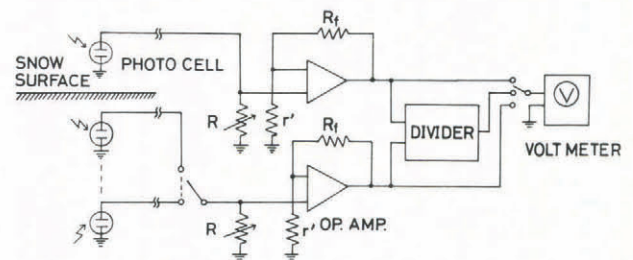 Rf
SNOW
SURFACE
PHOTO CELL
R
r'
Rf
DIVIDER
V
VOLT METER
R
r'
OP. AMP.